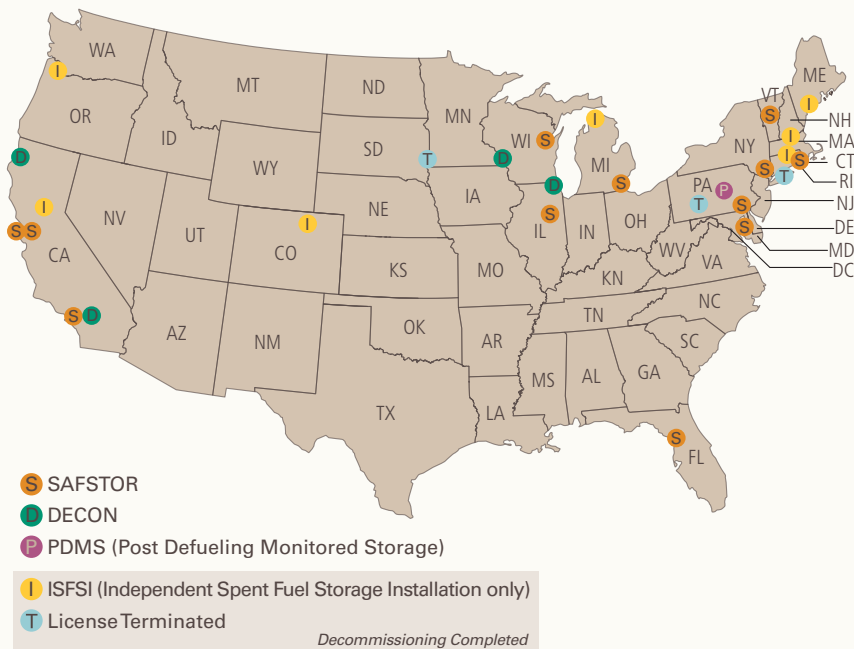 WA
ME
MT
ND
VT
I
MN
I
OR
NH
S
I
ID
WI
S
I
MA
NY
SD
T
D
I
S
CT
D
WY
MI
S
T
RI
D
S
PA
P
IA
T
S
NJ
I
NE
S
NV
I
IL
OH
S
DE
SS
UT
IN
MD
CO
WV
CA
VA
DC
KS
MO
KN
NC
S
D
TN
OK
AZ
NM
AR
SC
MS
AL
GA
TX
LA
S
FL
S SAFSTOR
D DECON
P PDMS (Post Defueling Monitored Storage)
I ISFSI (Independent Spent Fuel Storage Installation only)
T License Terminated
Decommissioning Completed